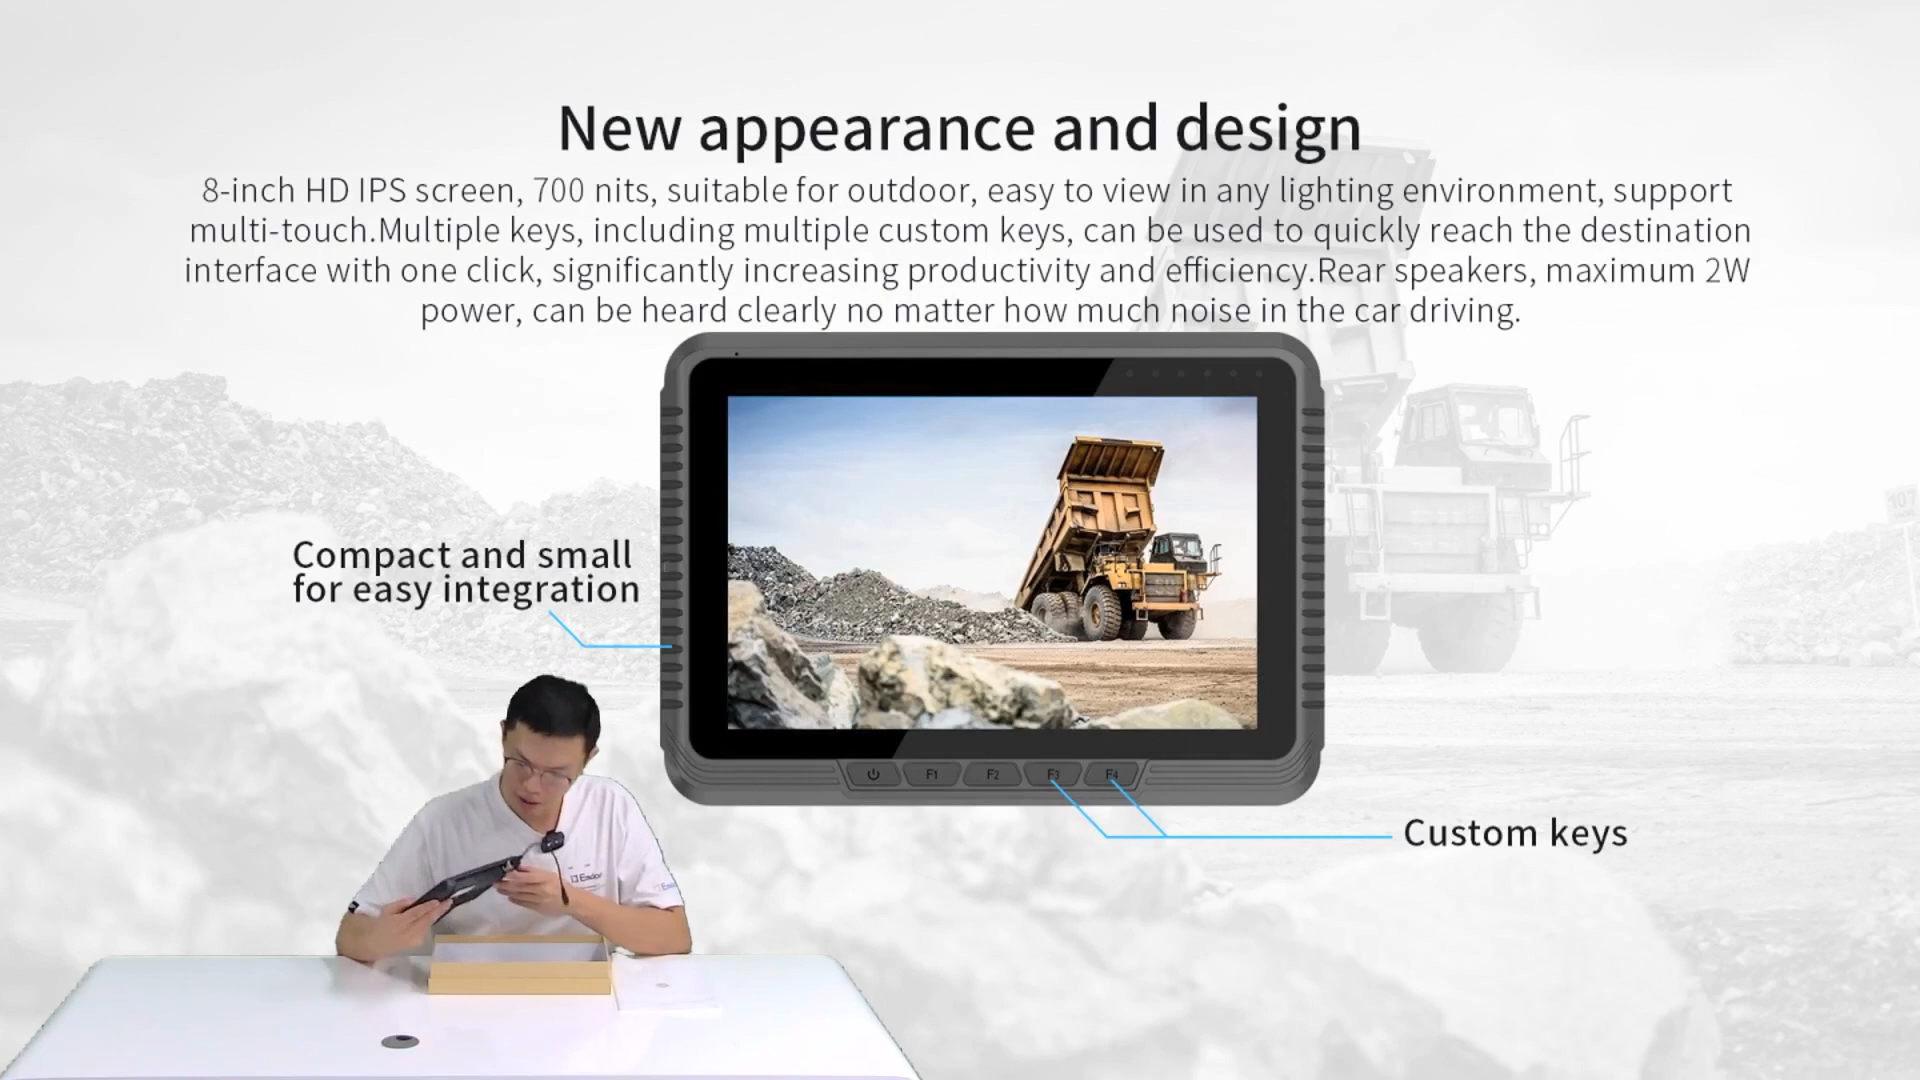 New appearance and design
8-inch HD IPS screen, 700 nits, suitable for outdoor, easy to view in any lighting environment, support
multi-touch.Multiple keys, including multiple custom keys, can be used to quickly reach the destination
interface with one click, significantly increasing productivity and efficiency.Rear speakers, maximum 2W
power, can be heard clearly no matter how much noise in the car driving.
Compact and small
for easy integration
F1 F2 F3 F4
Custom keys
107